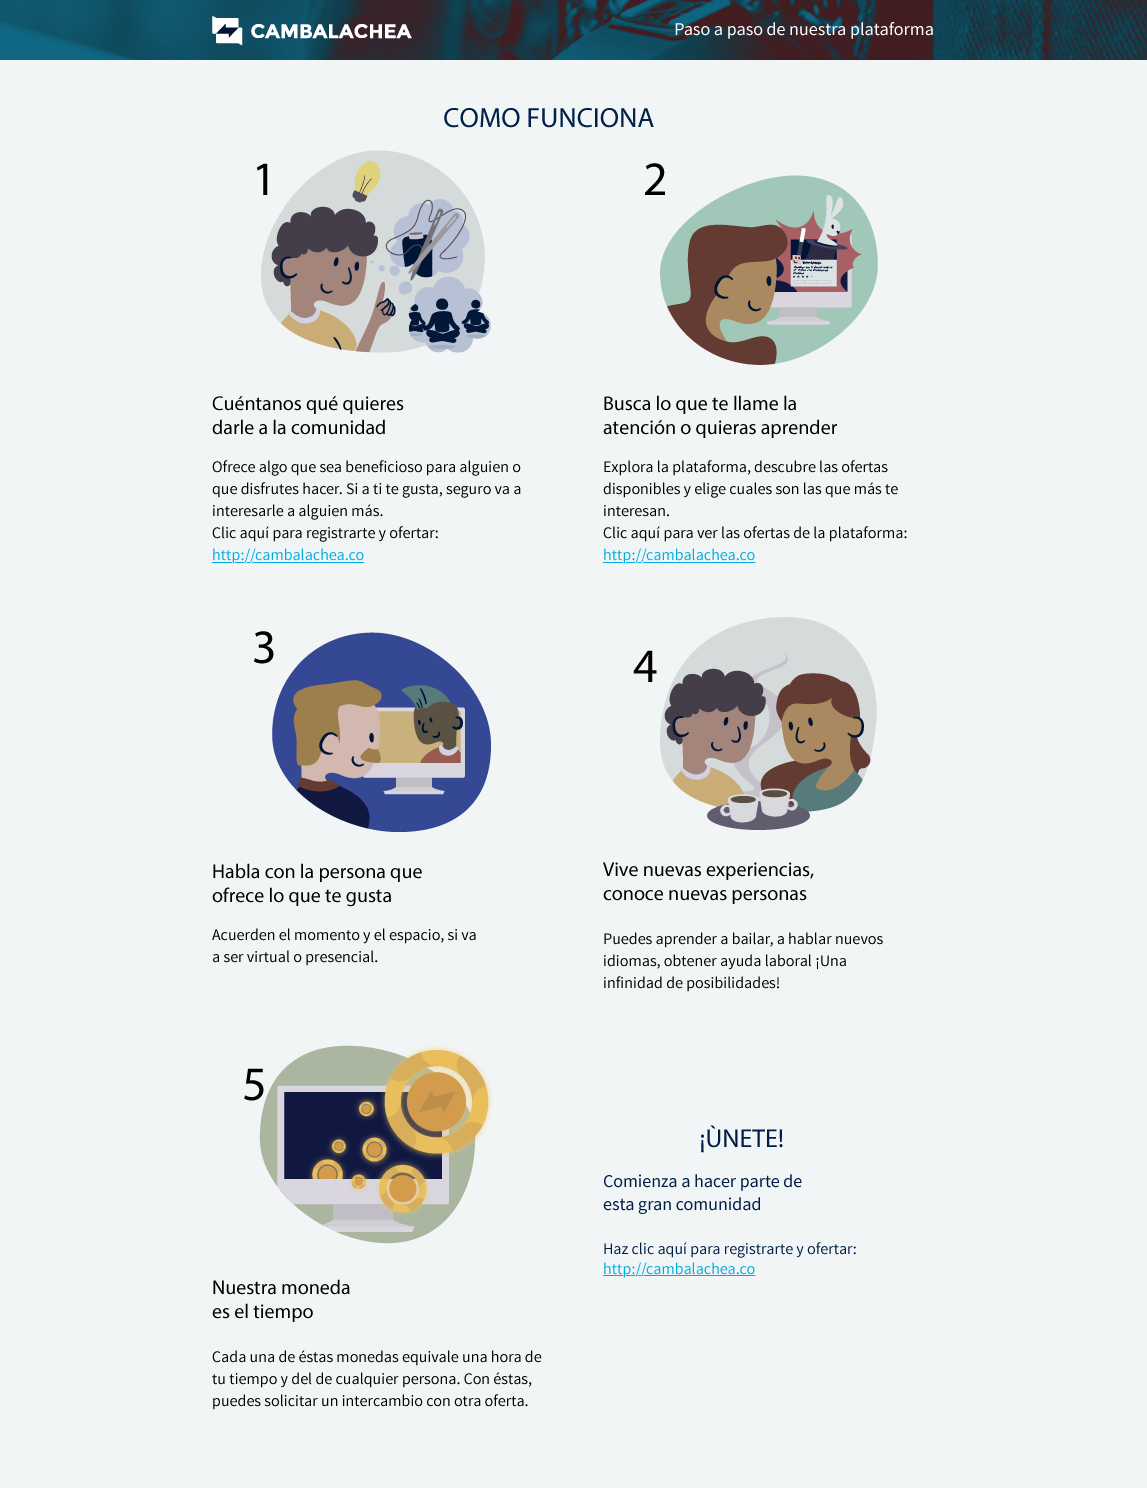 CAMBALACHEA
Paso a paso de nuestra plataforma
COMO FUNCIONA
1
Cuéntanos qué quieres
darle a la comunidad
Ofrece algo que sea beneficioso para alguien o
que disfrutes hacer. Si a ti te gusta, seguro va a
interesarle a alguien más.
Clic aquí para registrarte y ofertar:
http://cambalachea.co
2
Busca lo que te llame la
atención o quieras aprender
Explora la plataforma, descubre las ofertas
disponibles y elige cuales son las que más te
interesan.
Clic aquí para ver las ofertas de la plataforma:
http://cambalachea.co
3
Habla con la persona que
ofrece lo que te gusta
Acuerden el momento y el espacio, si va
a ser virtual o presencial.
4
Vive nuevas experiencias,
conoce nuevas personas
Puedes aprender a bailar, a hablar nuevos
idiomas, obtener ayuda laboral ¡Una
infinidad de posibilidades!
5
Nuestra moneda
es el tiempo
Cada una de éstas monedas equivale una hora de
tu tiempo y del de cualquier persona. Con éstas,
puedes solicitar un intercambio con otra oferta.
¡ÙNETE!
Comienza a hacer parte de
esta gran comunidad
Haz clic aquí para registrarte y ofertar:
http://cambalachea.co